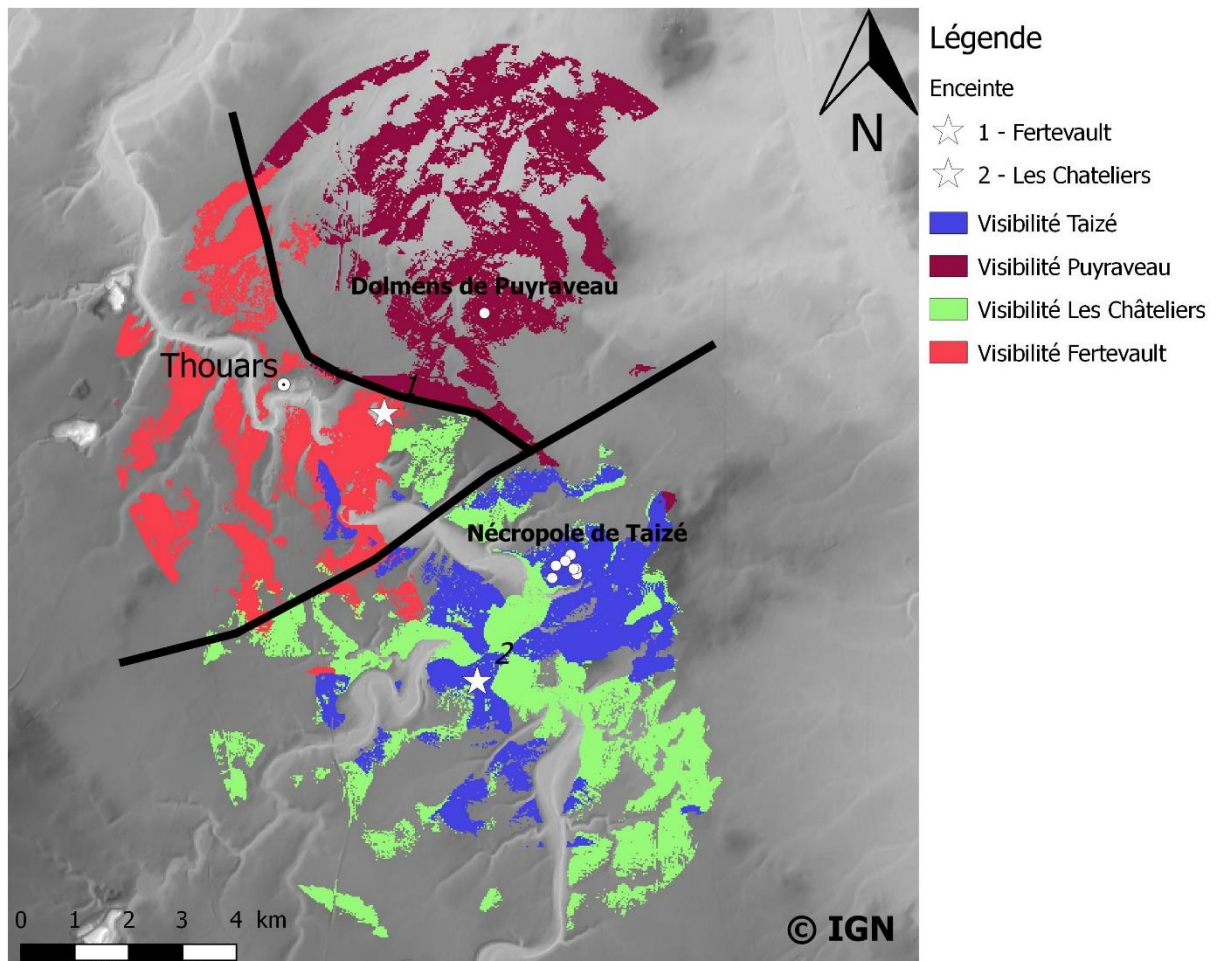 N
Dolmens de Puyraveau
Thouars
1
Nécropole de Taizé
2
0 1 2 3 4 km
© IGN
Légende
Enceinte
1 - Fertevault
2 - Les Chateliers
Visibilité Taizé
Visibilité Puyraveau
Visibilité Les Châteliers
Visibilité Fertevault